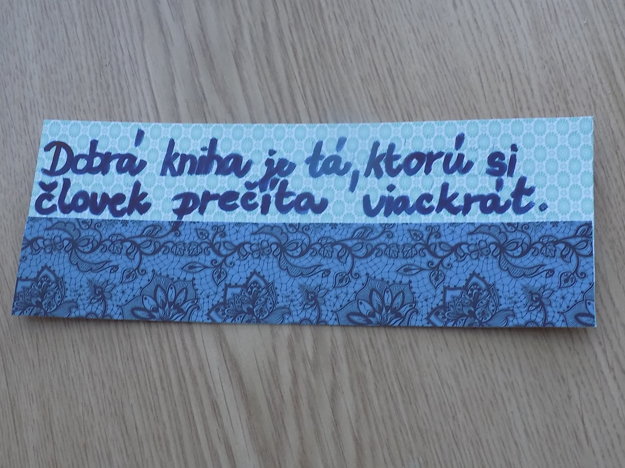 Dobrá kniha je tá, ktorú si
človek prečíta viackrát.